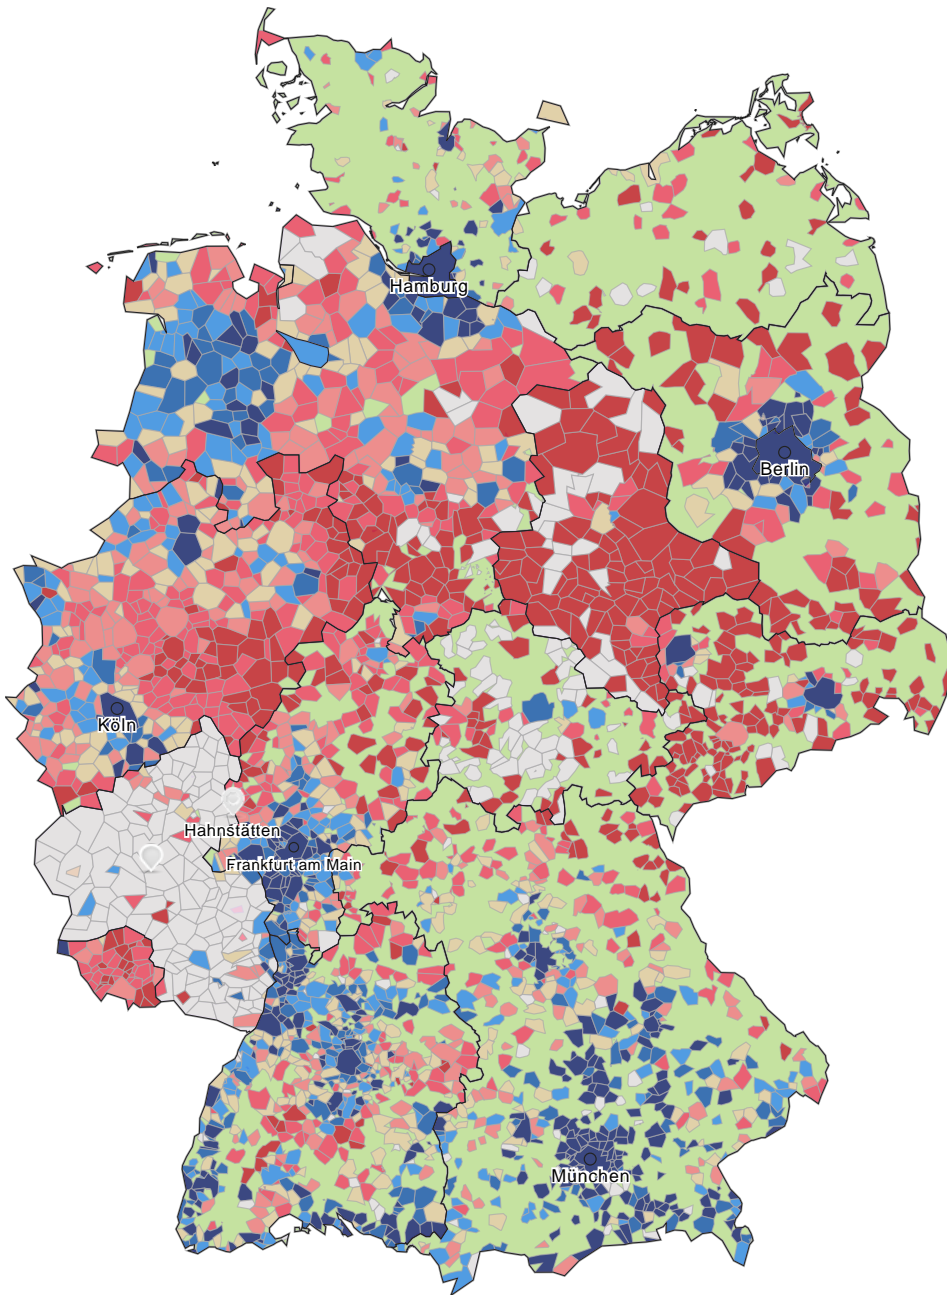 Hamburg
Berlin
Köln
Hahnstätten
Frankfurt am Main
München